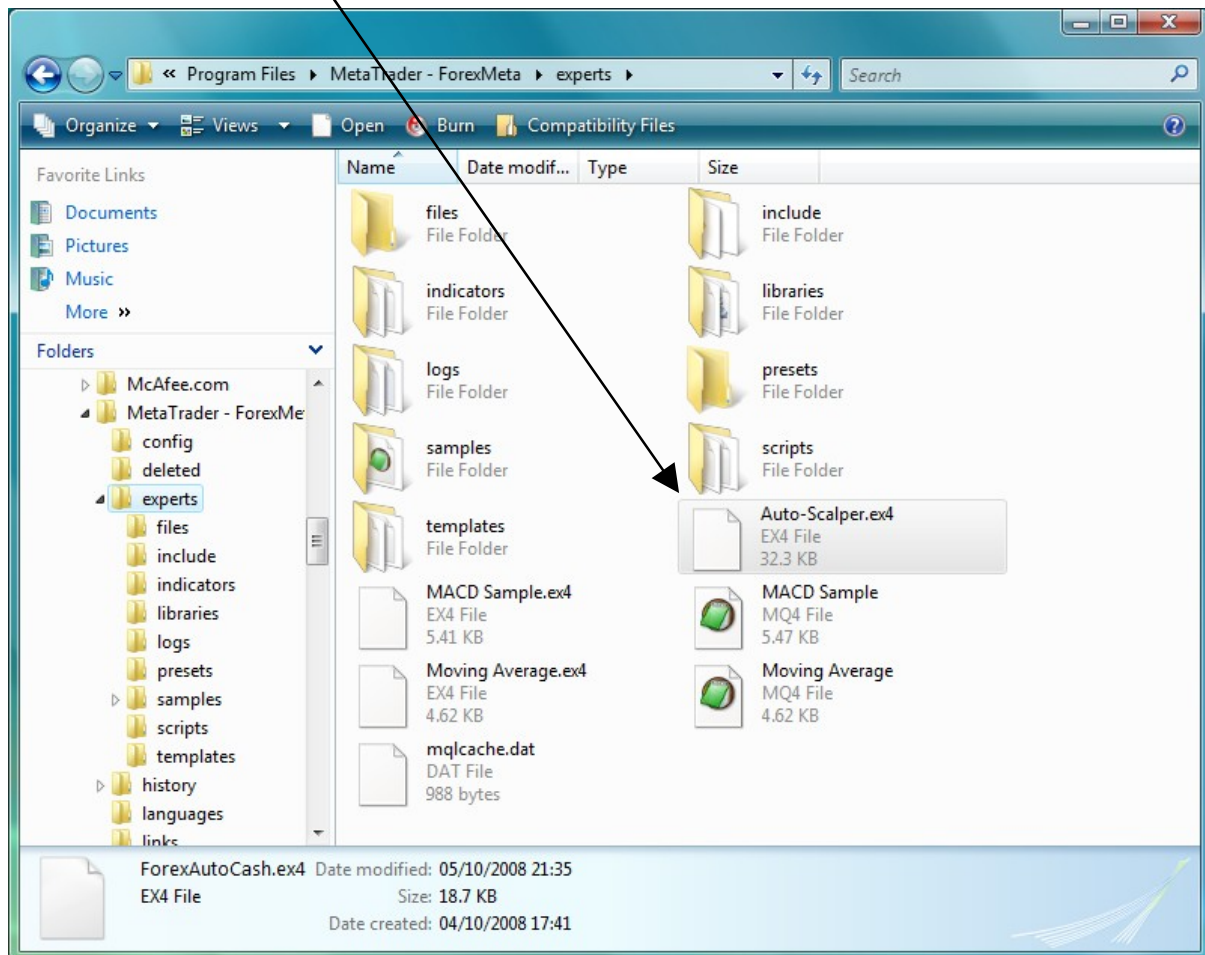 « Program Files ▸ MetaTrader - ForexMeta ▸ experts ▸
Search
Organize
Views
Open
Burn
Compatibility Files
Favorite Links
Documents
Pictures
Music
More »
Folders
McAfee.com
MetaTrader - ForexMe
config
deleted
experts
files
include
indicators
libraries
logs
presets
samples
scripts
templates
history
languages
links
Name
Date modif...
Type
Size
files
File Folder
include
File Folder
indicators
File Folder
libraries
File Folder
logs
File Folder
presets
File Folder
samples
File Folder
scripts
File Folder
templates
File Folder
Auto-Scalper.ex4
EX4 File
32.3 KB
MACD Sample.ex4
EX4 File
5.41 KB
MACD Sample
MQ4 File
5.47 KB
Moving Average.ex4
EX4 File
4.62 KB
Moving Average
MQ4 File
4.62 KB
mqlcache.dat
DAT File
988 bytes
ForexAutoCash.ex4 Date modified: 05/10/2008 21:35
EX4 File Size: 18.7 KB
Date created: 04/10/2008 17:41